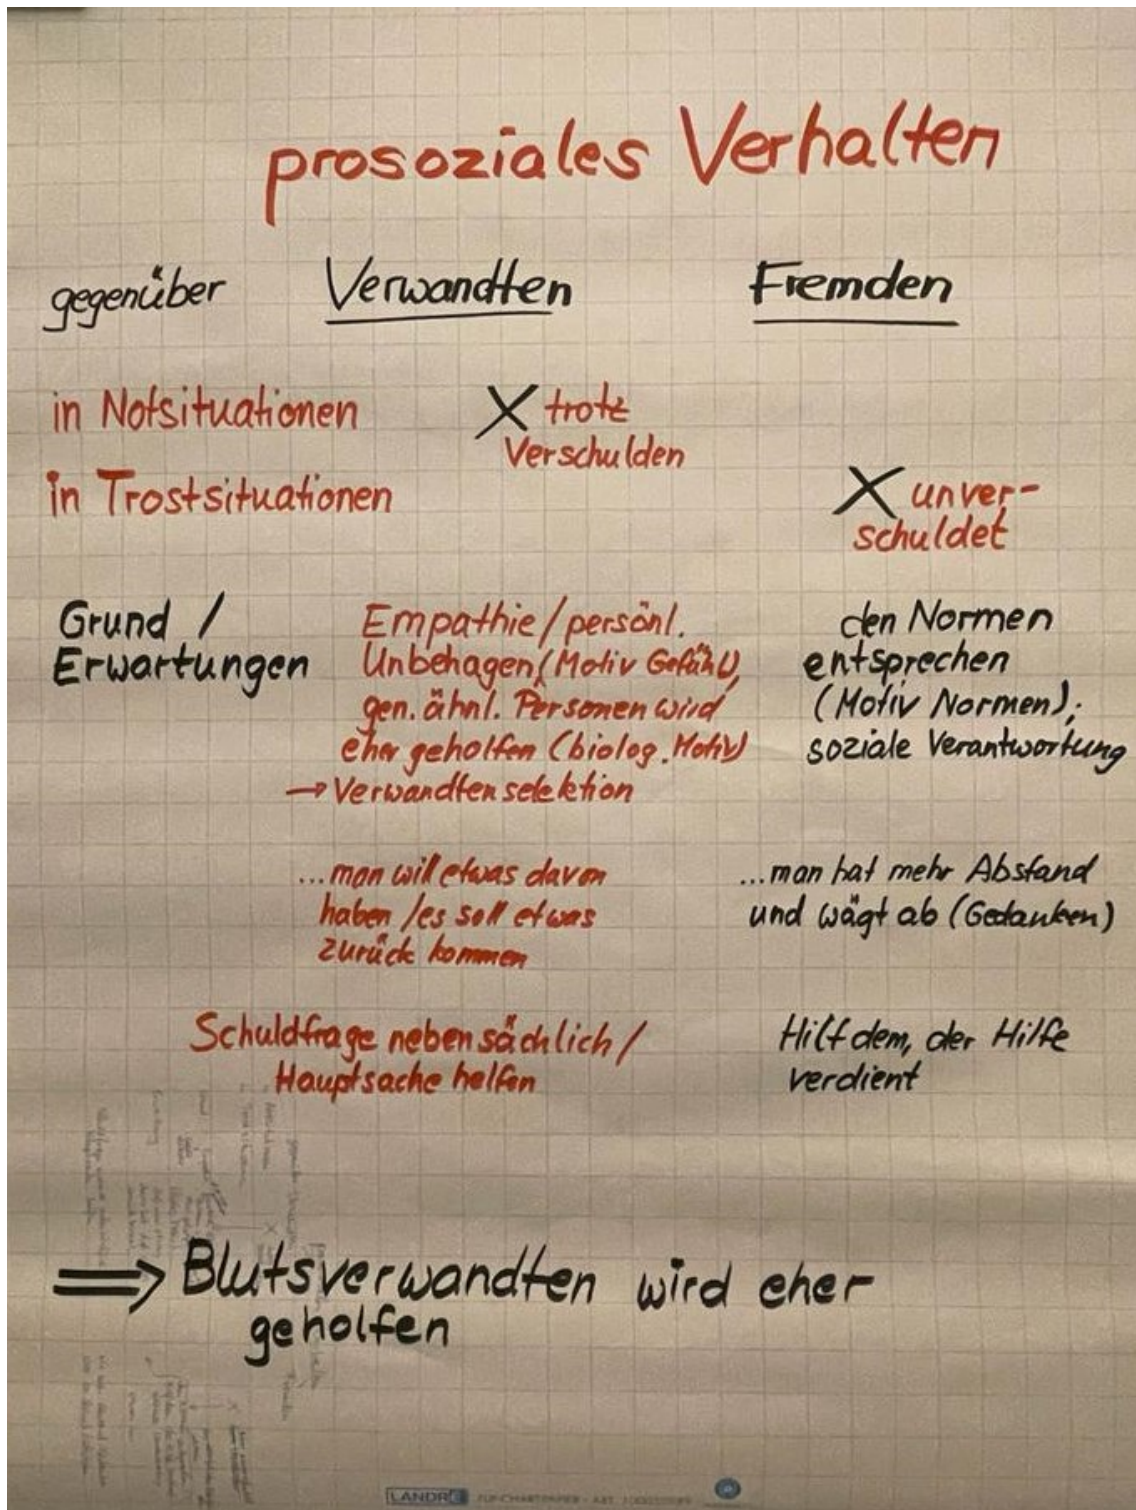 prosoziales Verhalten
gegenüber Verwandten Fremden
in Notsituationen X trotz
Verschulden
in Trostsituationen X unver-
schuldet
Grund / Empathie/persönl. den Normen
Erwartungen Unbehagen (Motiv Gefühl), entsprechen
gen. ähnl. Personen wird (Motiv Normen);
eher geholfen (biolog. Motiv) soziale Verantwortung
→ Verwandtenselektion
...man will etwas davon ...man hat mehr Abstand
haben /es soll etwas und wägt ab (Gedanken)
zurück kommen
Schuldfrage nebensächlich / Hilf dem, der Hilfe
Hauptsache helfen verdient
⟹ Blutsverwandten wird eher
geholfen
LANDRÉ